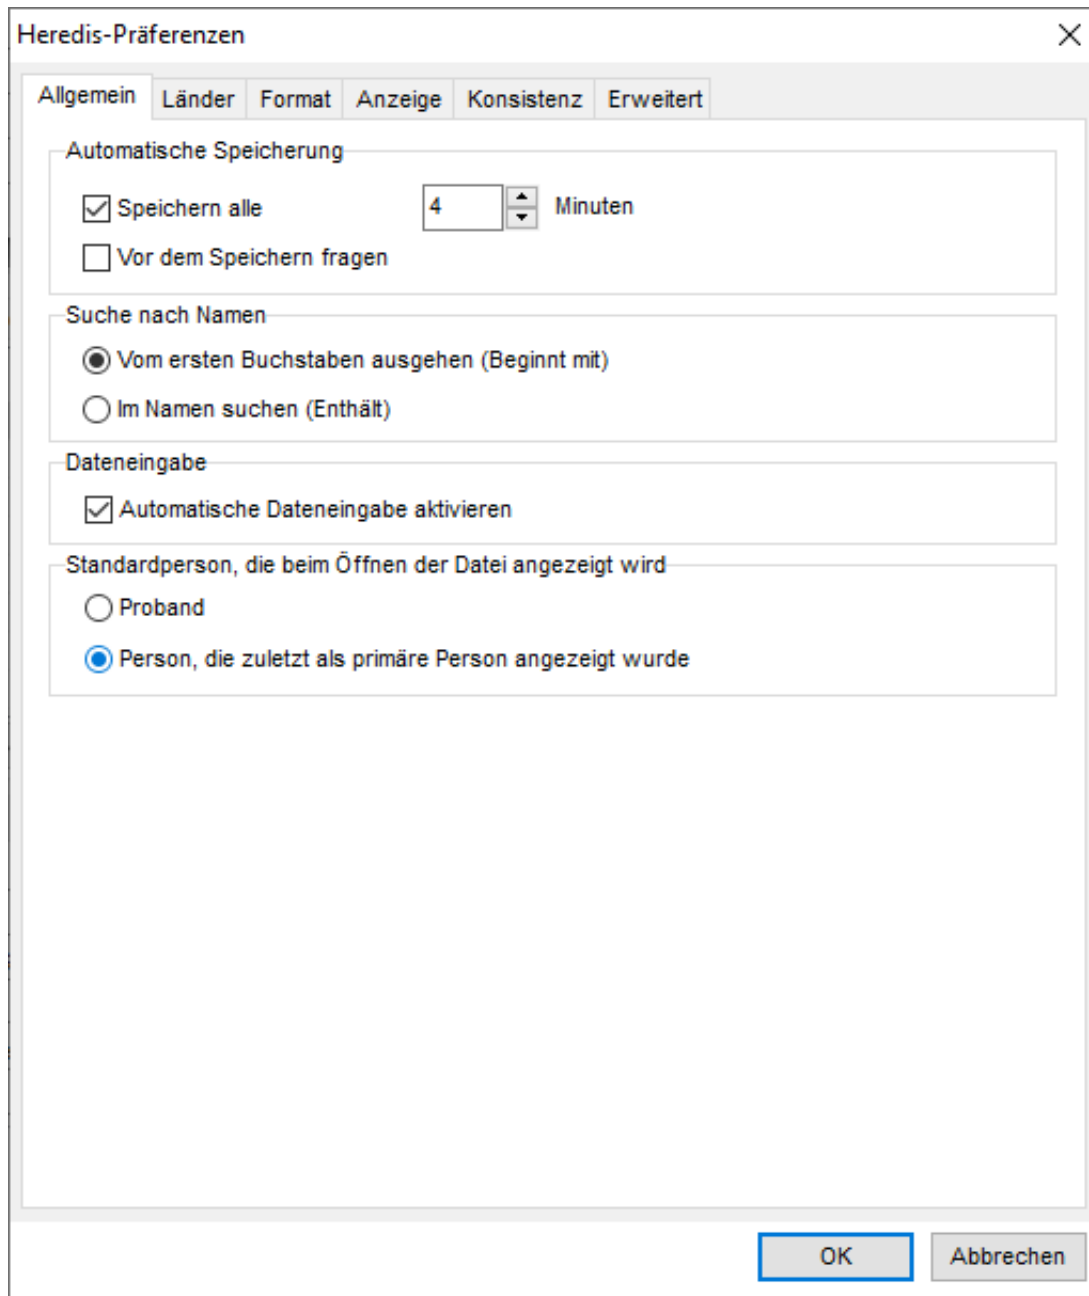 Heredis-Präferenzen
Allgemein Länder Format Anzeige Konsistenz Erweitert
Automatische Speicherung
Speichern alle 4 Minuten
Vor dem Speichern fragen
Suche nach Namen
Vom ersten Buchstaben ausgehen (Beginnt mit)
Im Namen suchen (Enthält)
Dateneingabe
Automatische Dateneingabe aktivieren
Standardperson, die beim Öffnen der Datei angezeigt wird
Proband
Person, die zuletzt als primäre Person angezeigt wurde
OK Abbrechen